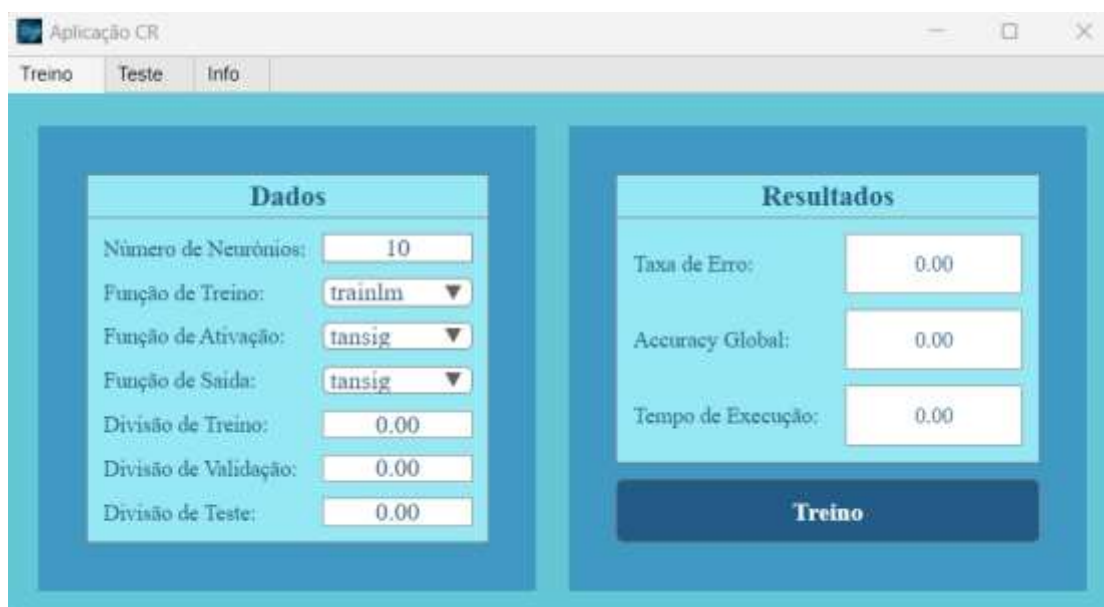 Aplicação CR
Treino Teste Info
Dados
Número de Neurónios: 10
Função de Treino: trainlm
Função de Ativação: tansig
Função de Saída: tansig
Divisão de Treino: 0.00
Divisão de Validação: 0.00
Divisão de Teste: 0.00
Resultados
Taxa de Erro: 0.00
Accuracy Global: 0.00
Tempo de Execução: 0.00
Treino